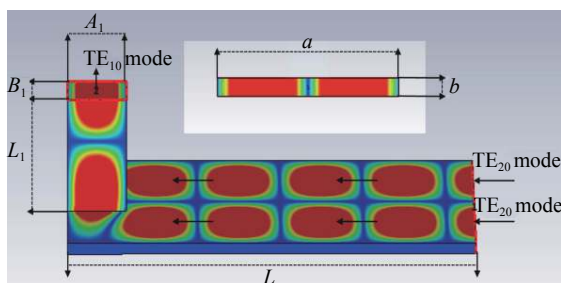 A₁
TE₁₀ mode
a
B₁
b
L₁
TE₂₀ mode
TE₂₀ mode
L